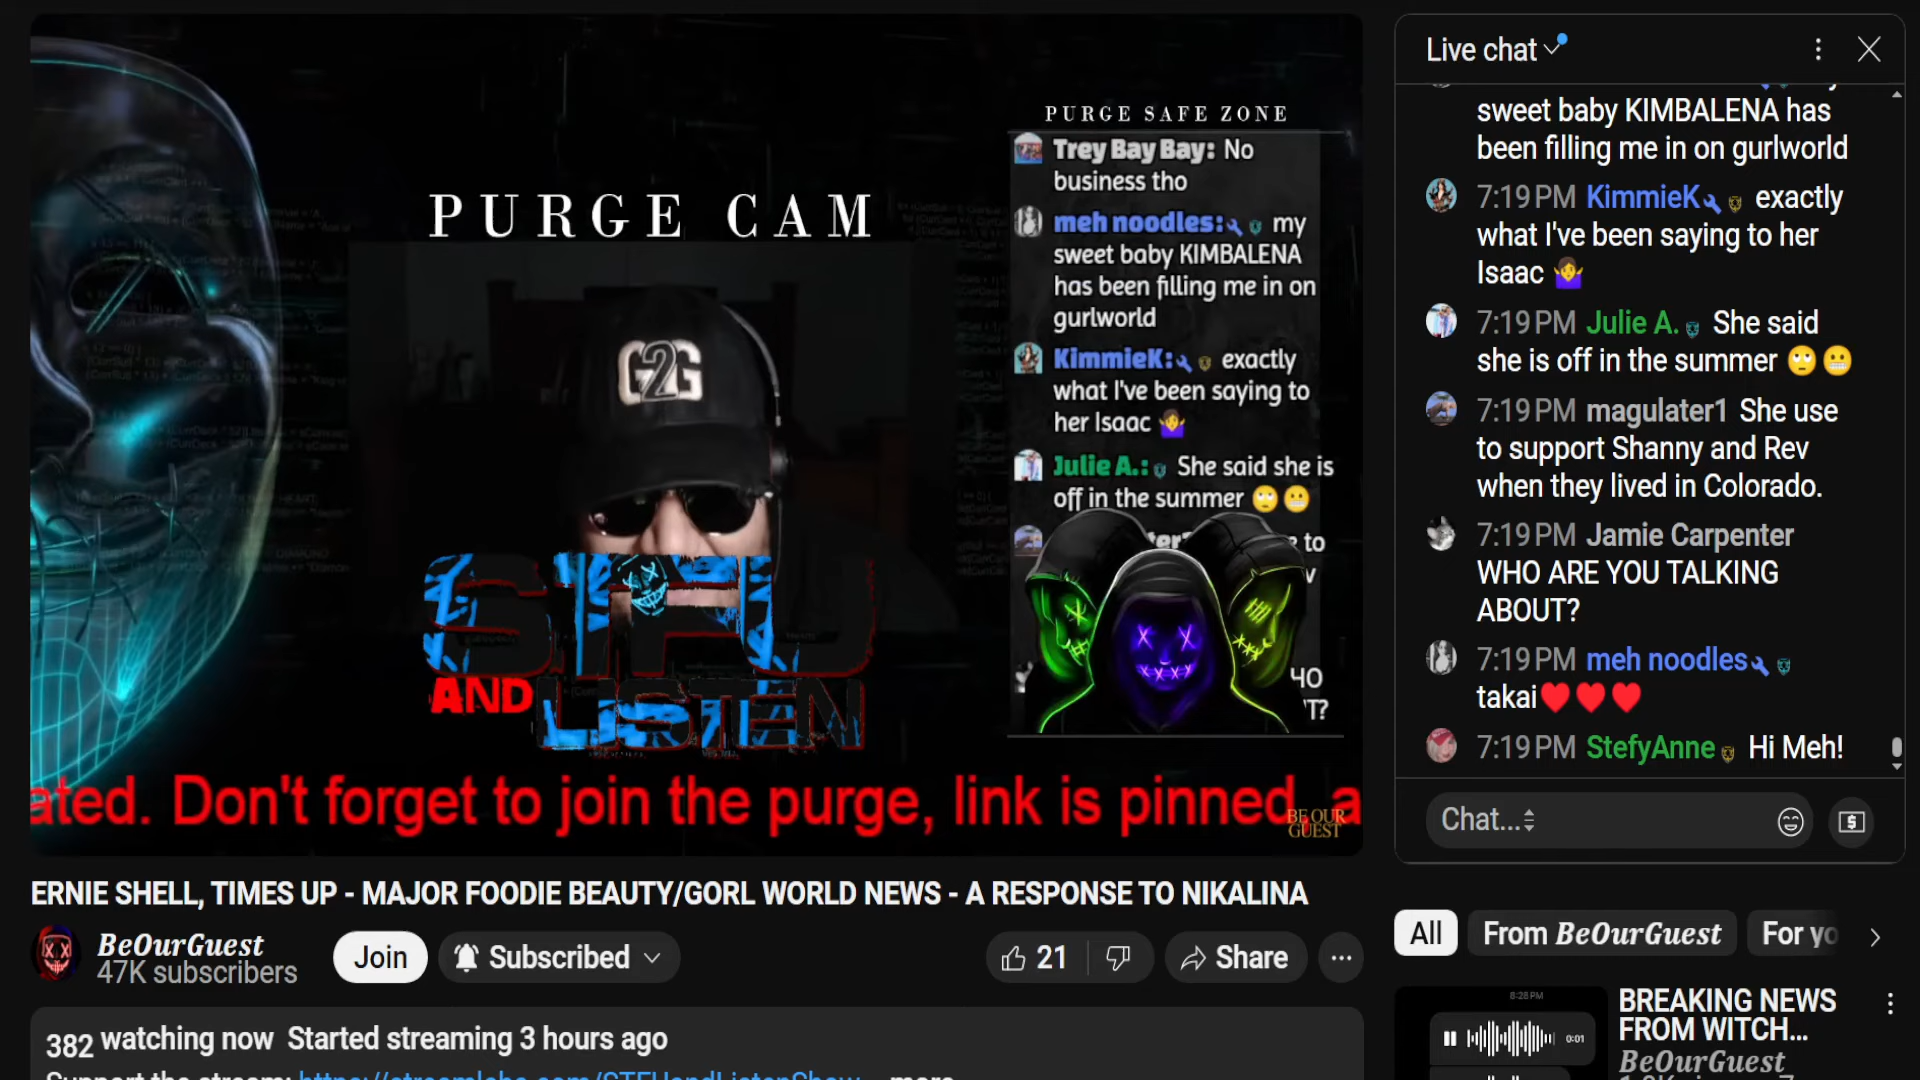 PURGE CAM
G2G
STFU
AND LISTEN
PURGE SAFE ZONE
Trey Bay Bay: No
business tho
meh noodles: my
sweet baby KIMBALENA
has been filling me in on
gurlworld
KimmieK: exactly
what I've been saying to
her Isaac 🤷
Julie A.: She said she is
off in the summer 🙄😬
to
ated. Don't forget to join the purge, link is pinned, a
BE OUR
GUEST
ERNIE SHELL, TIMES UP - MAJOR FOODIE BEAUTY/GORL WORLD NEWS - A RESPONSE TO NIKALINA
BeOurGuest
47K subscribers
Join
Subscribed
21
Share
382 watching now Started streaming 3 hours ago
Live chat
sweet baby KIMBALENA has
been filling me in on gurlworld
7:19 PM KimmieK exactly
what I've been saying to her
Isaac 🤷
7:19 PM Julie A. She said
she is off in the summer 🙄😬
7:19 PM magulater1 She use
to support Shanny and Rev
when they lived in Colorado.
7:19 PM Jamie Carpenter
WHO ARE YOU TALKING
ABOUT?
7:19 PM meh noodles
takai❤️❤️❤️
7:19 PM StefyAnne Hi Meh!
Chat...
All
From BeOurGuest
For yo
8:28 PM
0:01
BREAKING NEWS
FROM WITCH...
BeOurGuest